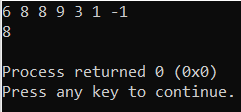 6 8 8 9 3 1 -1
8
Process returned 0 (0x0)
Press any key to continue.